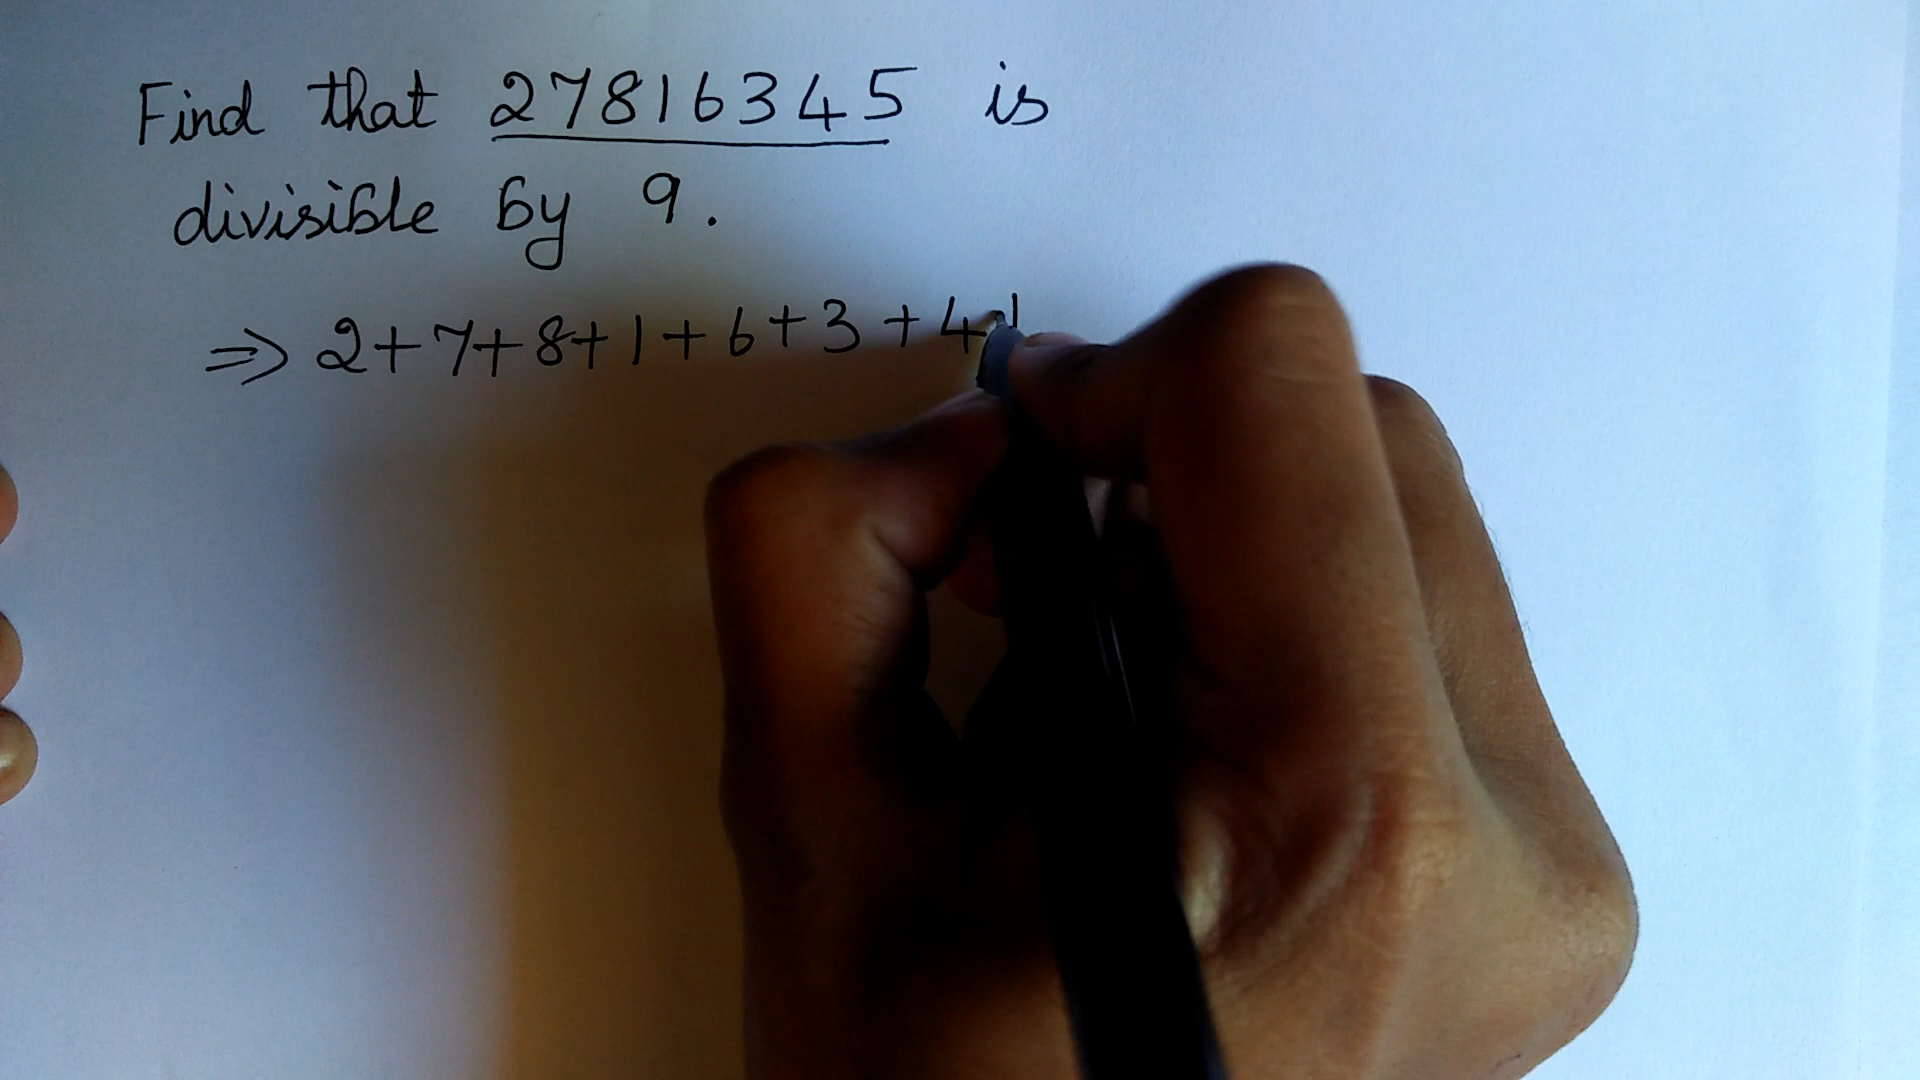 Find that 27816345 is
divisible by 9.
⇒ 2+7+8+1+6+3+4+